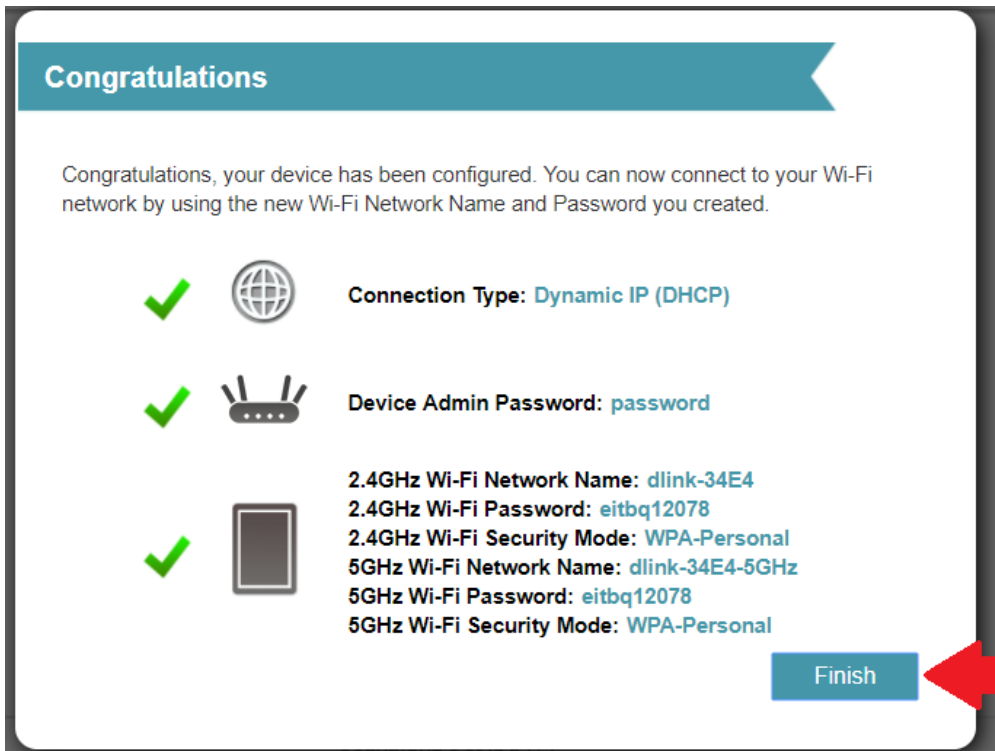 Congratulations
Congratulations, your device has been configured. You can now connect to your Wi-Fi
network by using the new Wi-Fi Network Name and Password you created.
Connection Type: Dynamic IP (DHCP)
Device Admin Password: password
2.4GHz Wi-Fi Network Name: dlink-34E4
2.4GHz Wi-Fi Password: eitbq12078
2.4GHz Wi-Fi Security Mode: WPA-Personal
5GHz Wi-Fi Network Name: dlink-34E4-5GHz
5GHz Wi-Fi Password: eitbq12078
5GHz Wi-Fi Security Mode: WPA-Personal
Finish